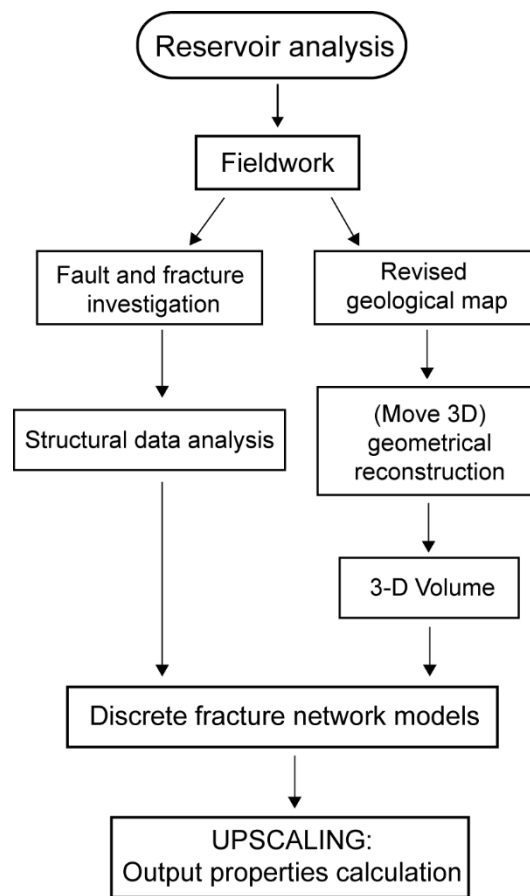 Reservoir analysis
Fieldwork
Fault and fracture
investigation
Revised
geological map
Structural data analysis
(Move 3D)
geometrical
reconstruction
3-D Volume
Discrete fracture network models
UPSCALING:
Output properties calculation